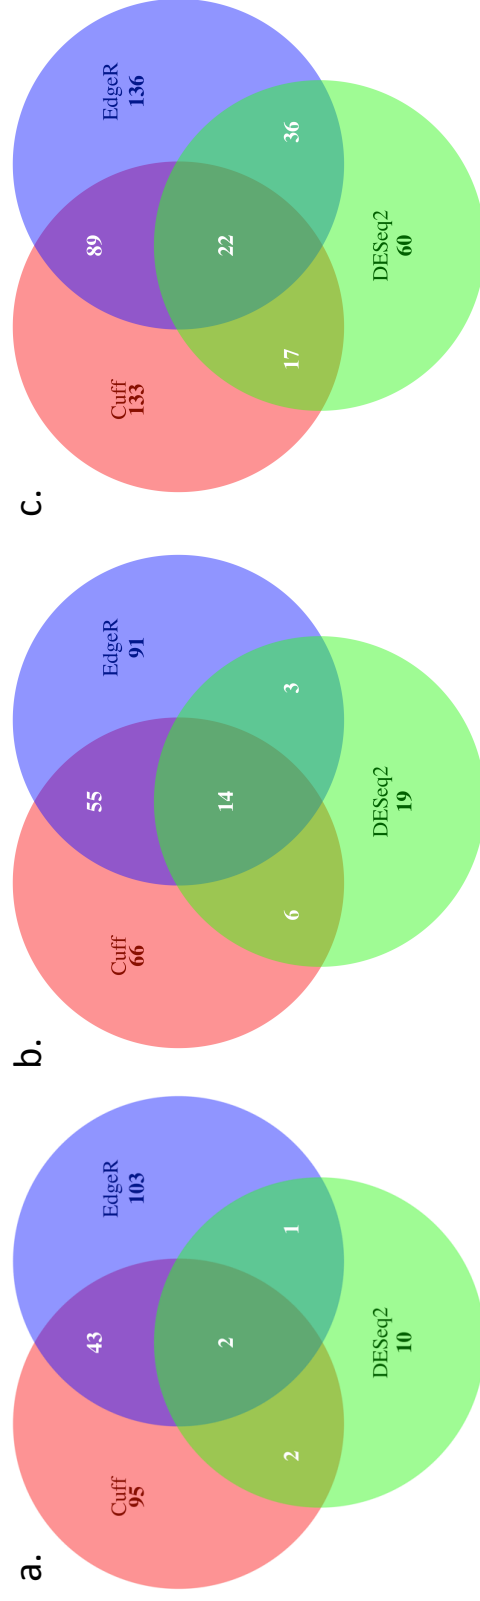 a.
Cuff
95
43
EdgeR
103
2
2
1
DESeq2
10
b.
Cuff
66
55
EdgeR
91
14
6
3
DESeq2
19
c.
Cuff
133
89
EdgeR
136
22
17
36
DESeq2
60